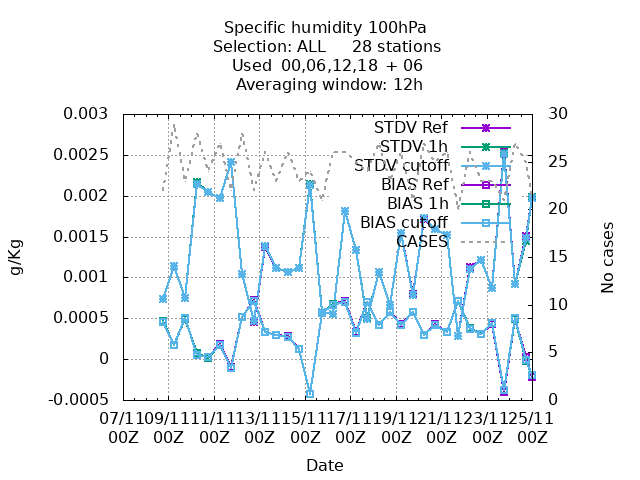 Specific humidity 100hPa
Selection: ALL 28 stations
Used 00,06,12,18 + 06
Averaging window: 12h
0.003
0.0025
0.002
0.0015
0.001
0.0005
0
-0.0005
g/Kg
30
25
20
15
10
5
0
No cases
STDV Ref
STDV 1h
STDV cutoff
BIAS Ref
BIAS 1h
BIAS cutoff
CASES
07/11 09/11 11/11 13/11 15/11 17/11 19/11 21/11 23/11 25/11
00Z 00Z 00Z 00Z 00Z 00Z 00Z 00Z 00Z 00Z
Date